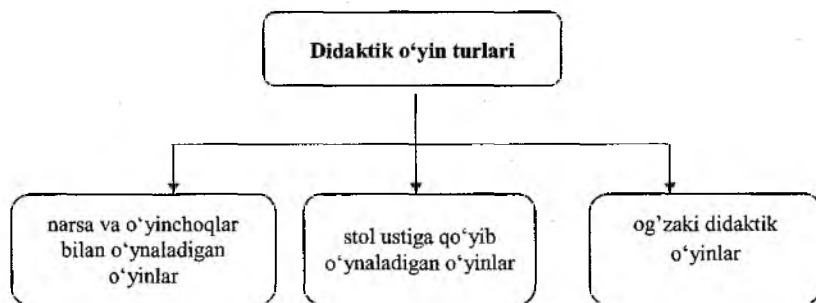 Didaktik o‘yin turlari
narsa va o‘yinchoqlar
bilan o‘ynaladigan
o‘yinlar
stol ustiga qo‘yib
o‘ynaladigan o‘yinlar
og’zaki didaktik
o‘yinlar